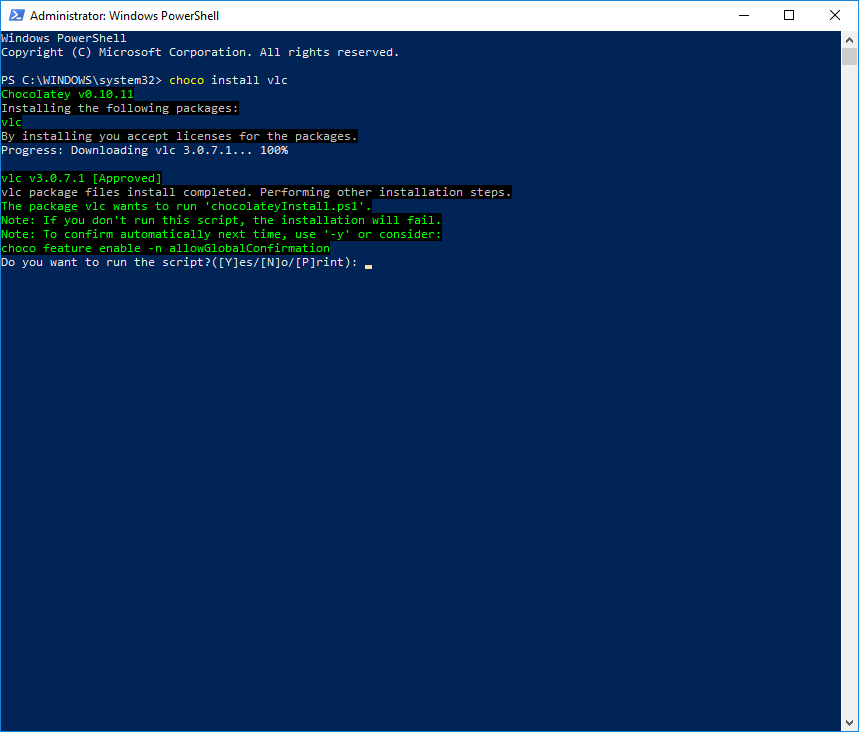 Administrator: Windows PowerShell
Windows PowerShell
Copyright (C) Microsoft Corporation. All rights reserved.
PS C:\WINDOWS\system32> choco install vlc
Chocolatey v0.10.11
Installing the following packages:
vlc
By installing you accept licenses for the packages.
Progress: Downloading vlc 3.0.7.1... 100%
vlc v3.0.7.1 [Approved]
vlc package files install completed. Performing other installation steps.
The package vlc wants to run 'chocolateyInstall.ps1'.
Note: If you don't run this script, the installation will fail.
Note: To confirm automatically next time, use '-y' or consider:
choco feature enable -n allowGlobalConfirmation
Do you want to run the script?([Y]es/[N]o/[P]rint):